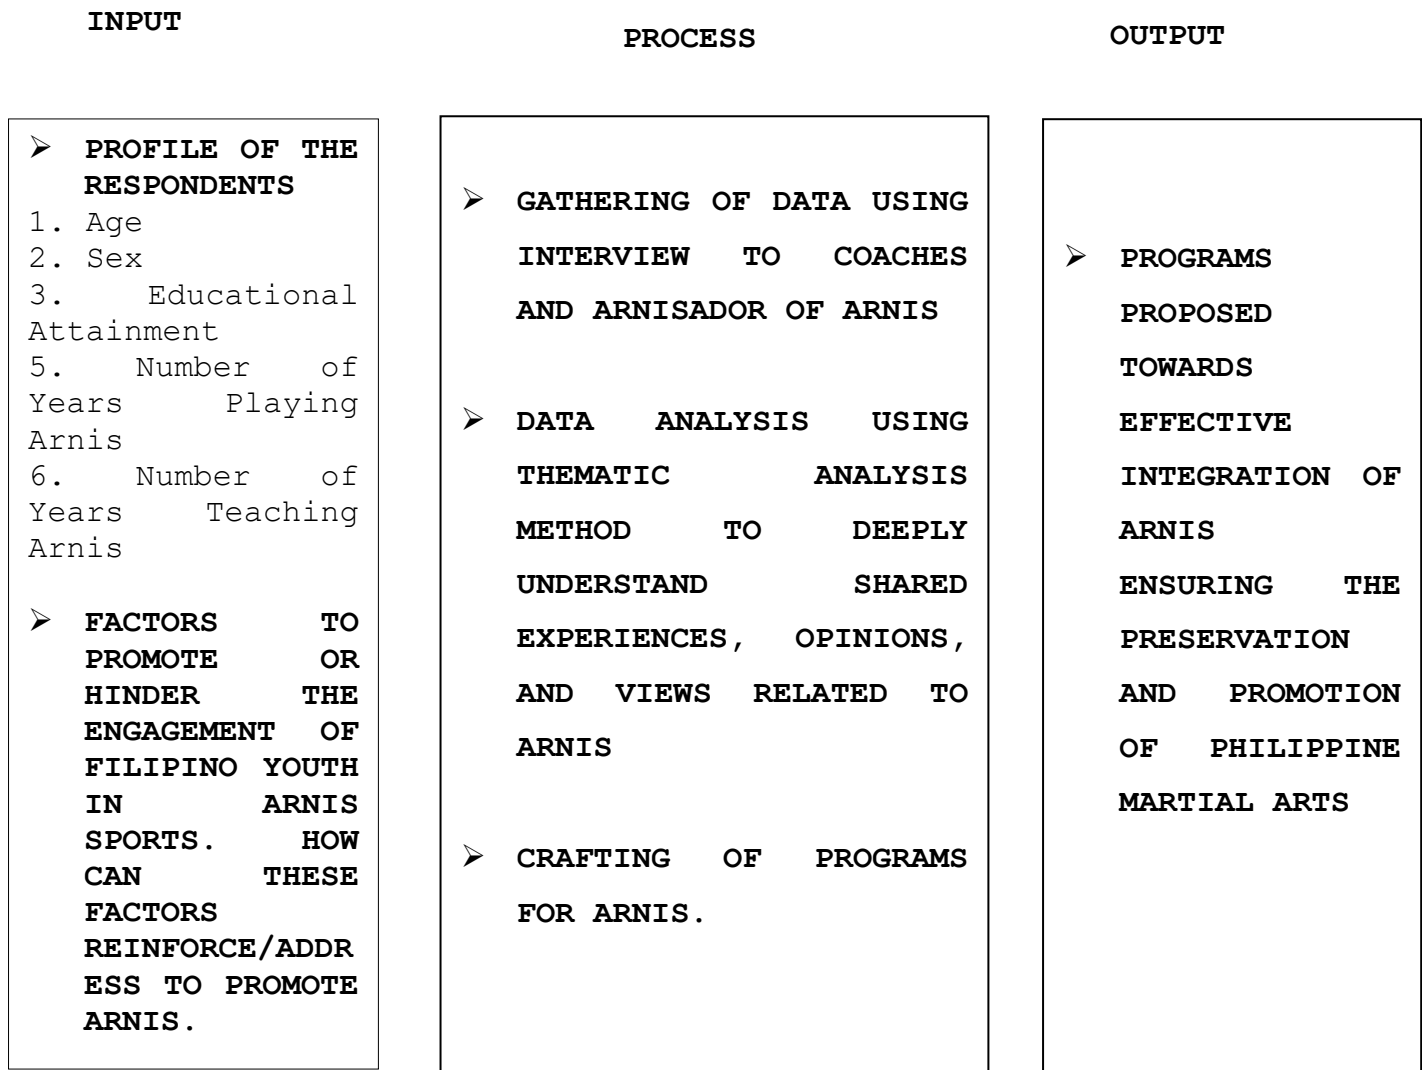 INPUT
PROCESS
OUTPUT
➢ PROFILE OF THE
RESPONDENTS
1. Age
2. Sex
3. Educational
Attainment
5. Number of
Years Playing
Arnis
6. Number of
Years Teaching
Arnis
➢ FACTORS TO
PROMOTE OR
HINDER THE
ENGAGEMENT OF
FILIPINO YOUTH
IN ARNIS
SPORTS. HOW
CAN THESE
FACTORS
REINFORCE/ADDR
ESS TO PROMOTE
ARNIS.
➢ GATHERING OF DATA USING
INTERVIEW TO COACHES
AND ARNISADOR OF ARNIS
➢ DATA ANALYSIS USING
THEMATIC ANALYSIS
METHOD TO DEEPLY
UNDERSTAND SHARED
EXPERIENCES, OPINIONS,
AND VIEWS RELATED TO
ARNIS
➢ CRAFTING OF PROGRAMS
FOR ARNIS.
➢ PROGRAMS
PROPOSED
TOWARDS
EFFECTIVE
INTEGRATION OF
ARNIS
ENSURING THE
PRESERVATION
AND PROMOTION
OF PHILIPPINE
MARTIAL ARTS